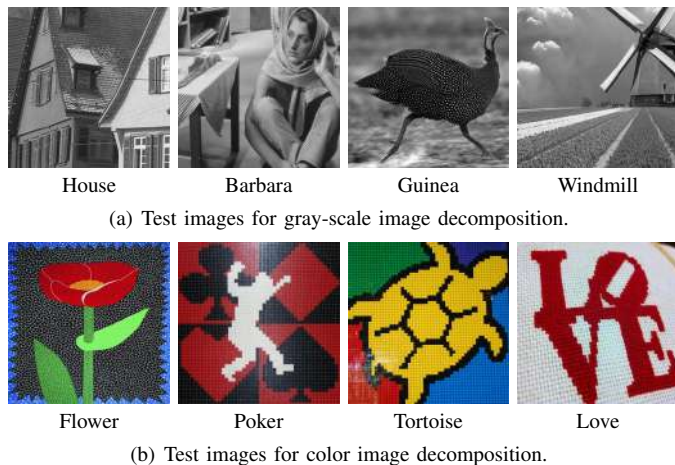 House Barbara Guinea Windmill
(a) Test images for gray-scale image decomposition.
LOVE
Flower Poker Tortoise Love
(b) Test images for color image decomposition.